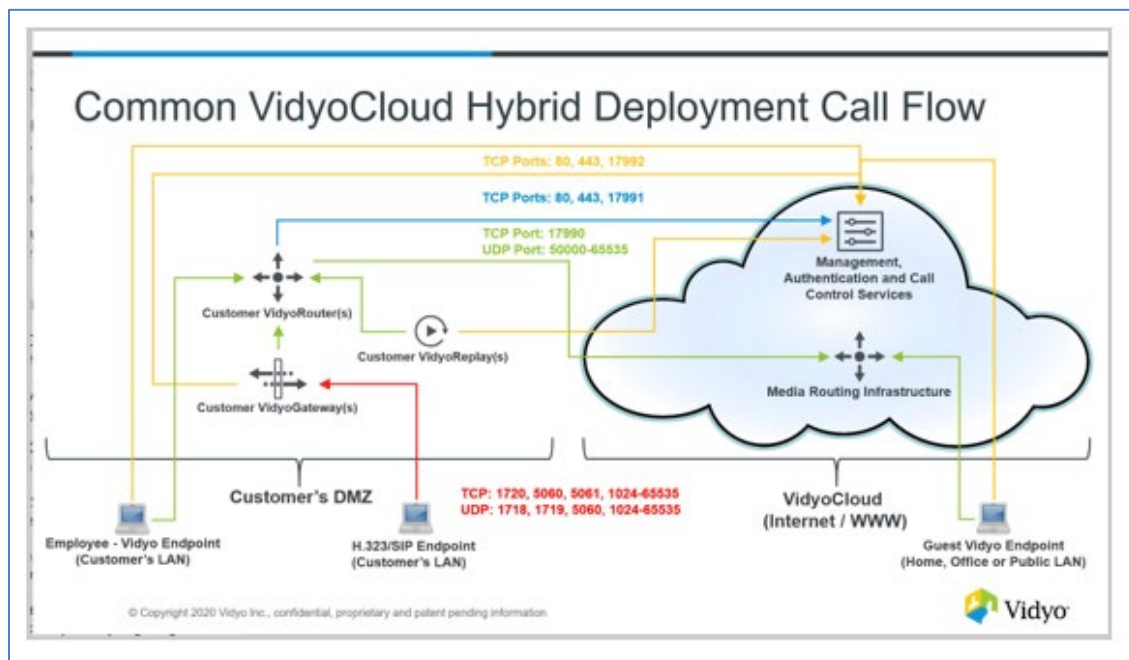 Common VidyoCloud Hybrid Deployment Call Flow
TCP Ports: 80, 443, 17992
TCP Ports: 80, 443, 17991
TCP Port: 17990
UDP Port: 50000-65535
Management,
Authentication and Call
Control Services
Customer VidyoRouter(s)
Customer VidyoReplay(s)
Media Routing Infrastructure
Customer VidyoGateway(s)
Customer's DMZ
TCP: 1720, 5060, 5061, 1024-65535
UDP: 1718, 1719, 5060, 1024-65535
VidyoCloud
(Internet / WWW)
Employee - Vidyo Endpoint
(Customer's LAN)
H.323/SIP Endpoint
(Customer's LAN)
Guest Vidyo Endpoint
(Home, Office or Public LAN)
© Copyright 2020 Vidyo Inc., confidential, proprietary and patent pending information
Vidyo